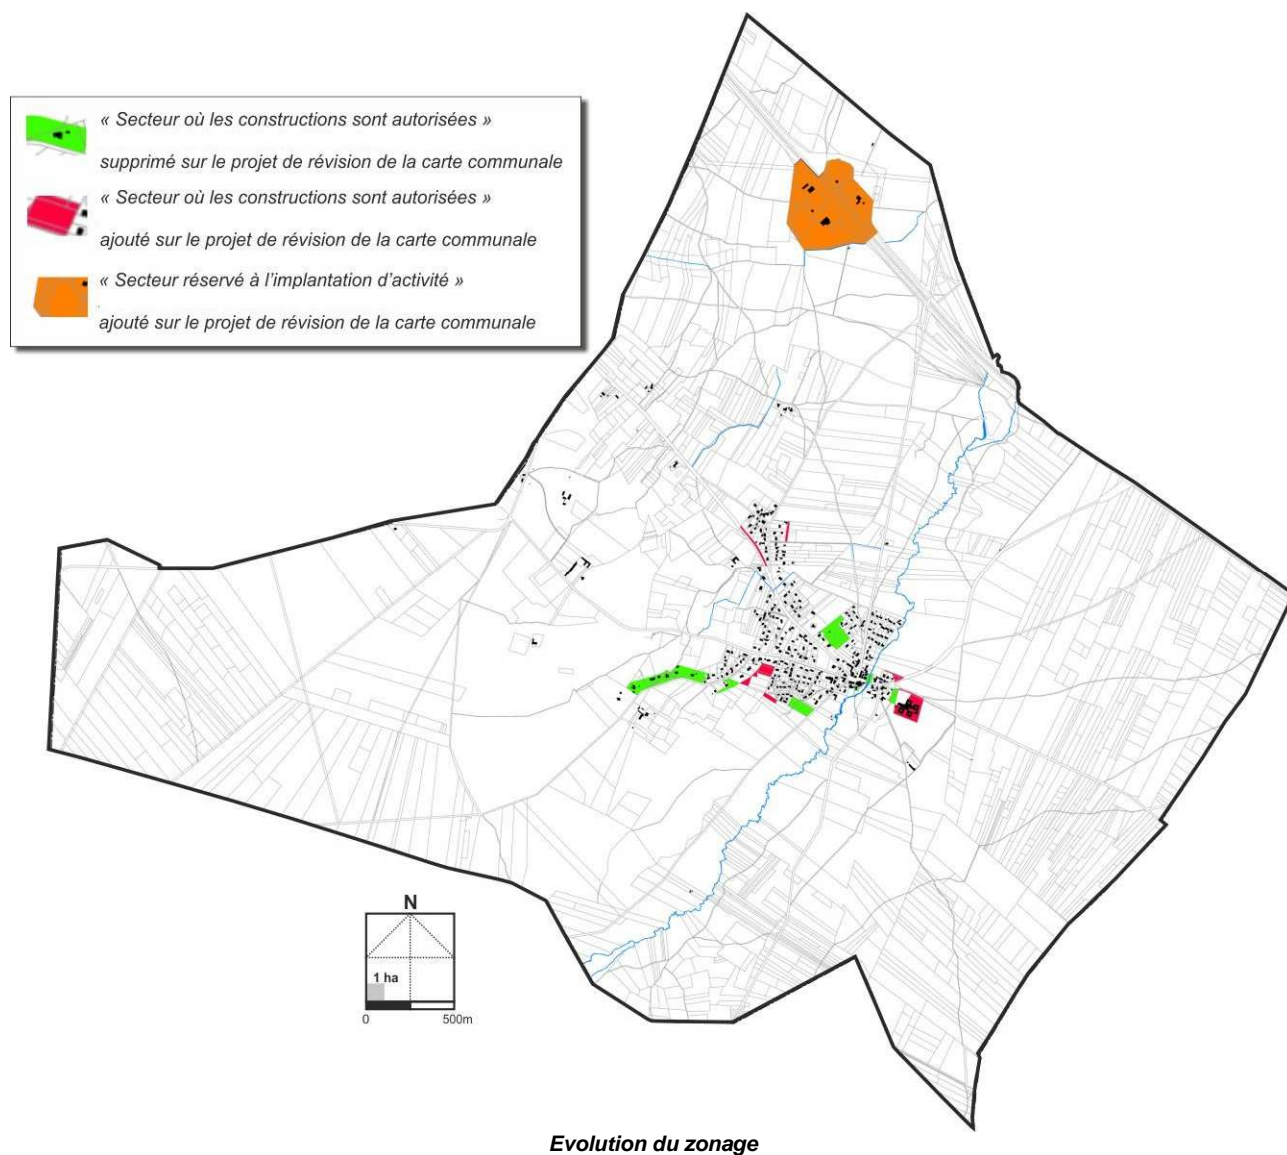 « Secteur où les constructions sont autorisées »
supprimé sur le projet de révision de la carte communale
« Secteur où les constructions sont autorisées »
ajouté sur le projet de révision de la carte communale
« Secteur réservé à l'implantation d'activité »
ajouté sur le projet de révision de la carte communale
N
1 ha
0 500m
Evolution du zonage